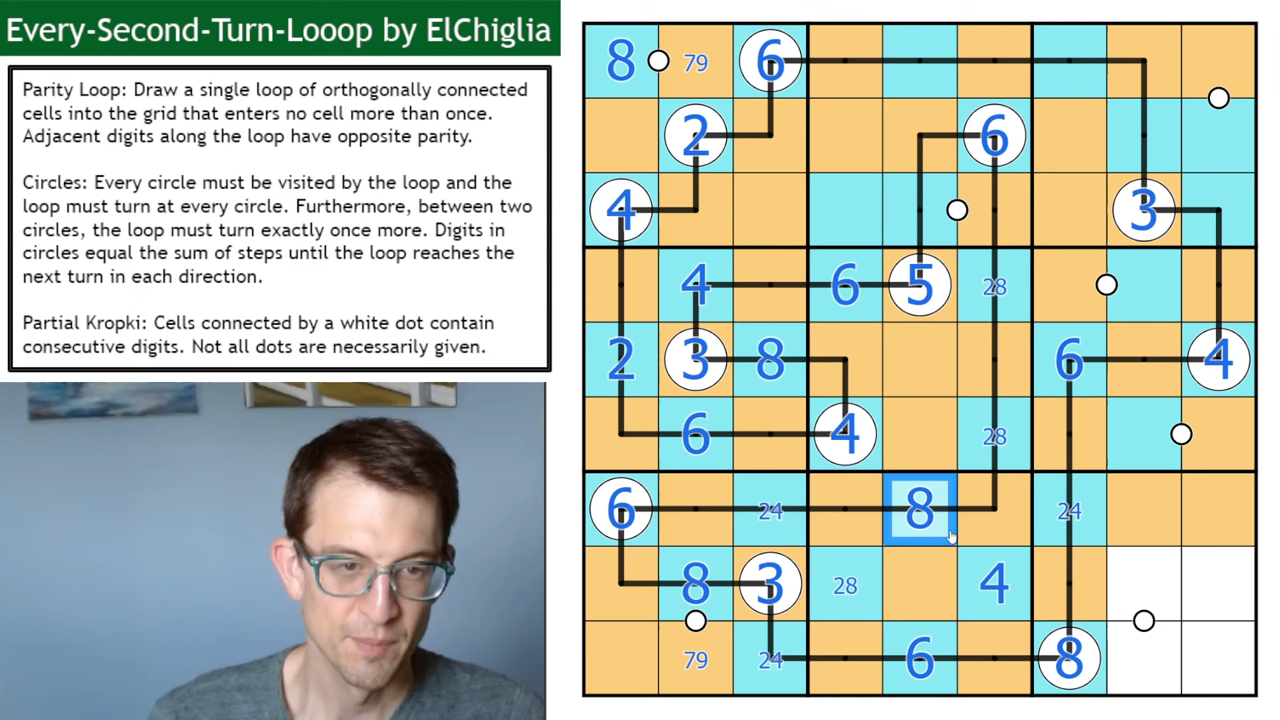 Every-Second-Turn-Looop by ElChiglia
Parity Loop: Draw a single loop of orthogonally connected
cells into the grid that enters no cell more than once.
Adjacent digits along the loop have opposite parity.
Circles: Every circle must be visited by the loop and the
loop must turn at every circle. Furthermore, between two
circles, the loop must turn exactly once more. Digits in
circles equal the sum of steps until the loop reaches the
next turn in each direction.
Partial Kropki: Cells connected by a white dot contain
consecutive digits. Not all dots are necessarily given.
8 79 6
2 6
4 3
4 6 5 28
2 3 8 6 4
6 4 28
6 24 8 24
8 3 28 4
79 24 6 8